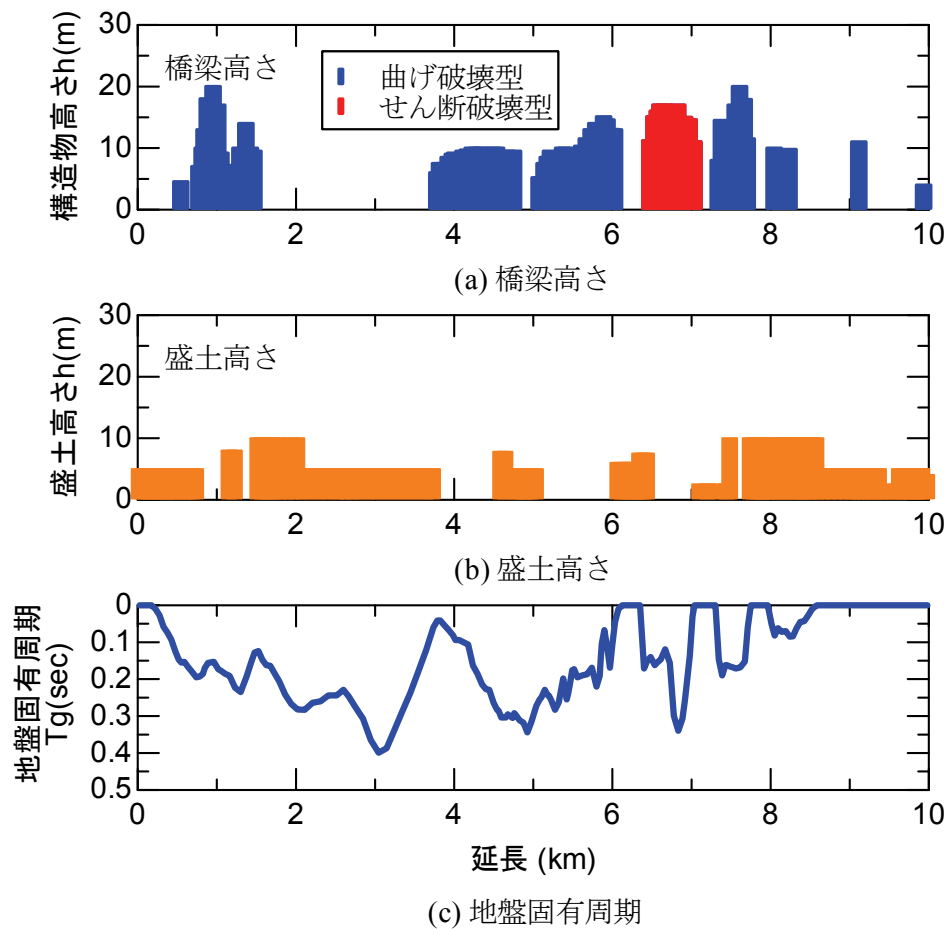 構造物高さh(m)
30
20
10
0
橋梁高さ
曲げ破壊型
せん断破壊型
0 2 4 6 8 10
(a) 橋梁高さ
盛土高さh(m)
30
20
10
0
盛土高さ
0 2 4 6 8 10
(b) 盛土高さ
地盤固有周期
Tg(sec)
0
0.1
0.2
0.3
0.4
0.5
0 2 4 6 8 10
延長 (km)
(c) 地盤固有周期